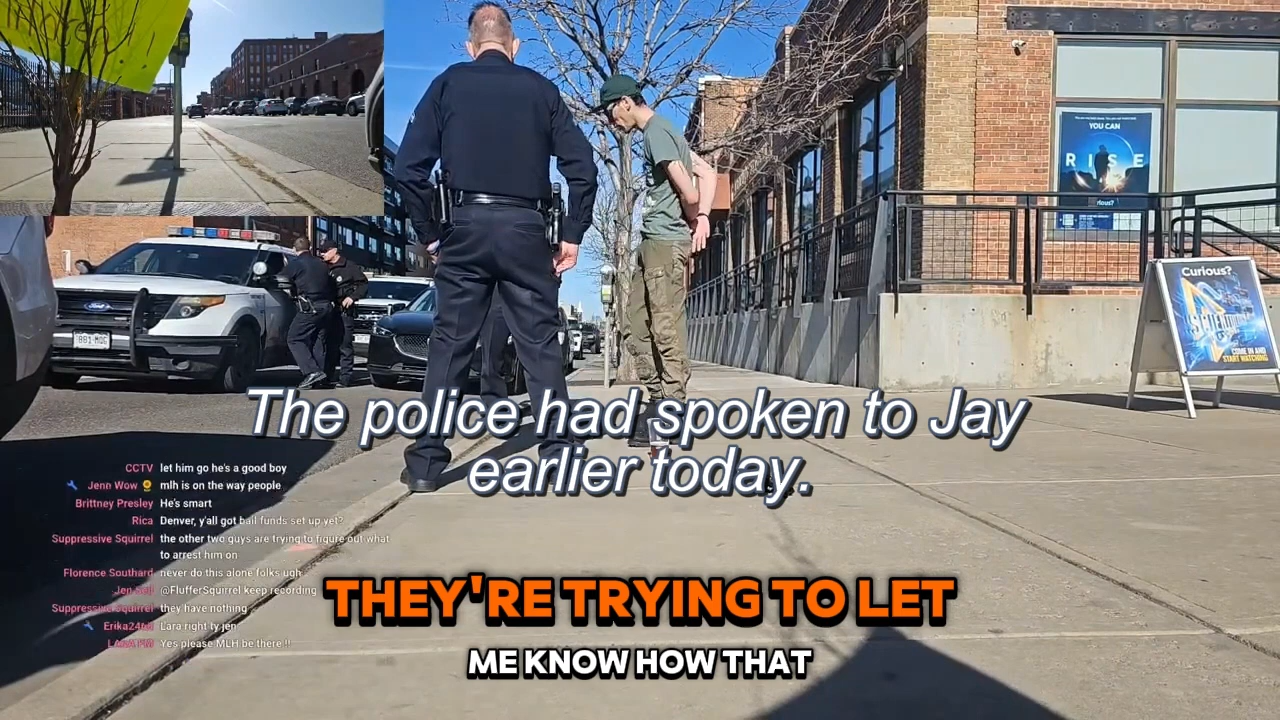 YOU CAN
RISE
Curious?
COME IN AND
START WATCHING
Ford
The police had spoken to Jay
earlier today.
CCTV let him go he's a good boy
Jenn Wow mlh is on the way people
Brittney Presley He's smart
Rica Denver, y'all got bail funds set up yet?
Suppressive Squirrel the other two guys are trying to figure out what
to arrest him on
Florence Southard never do this alone folks ugh
@FlufferSquirrel keep recording
Suppressive Squirrel they have nothing
Lara right ty jen
Yes please MLH be there !!
THEY'RE TRYING TO LET
ME KNOW HOW THAT